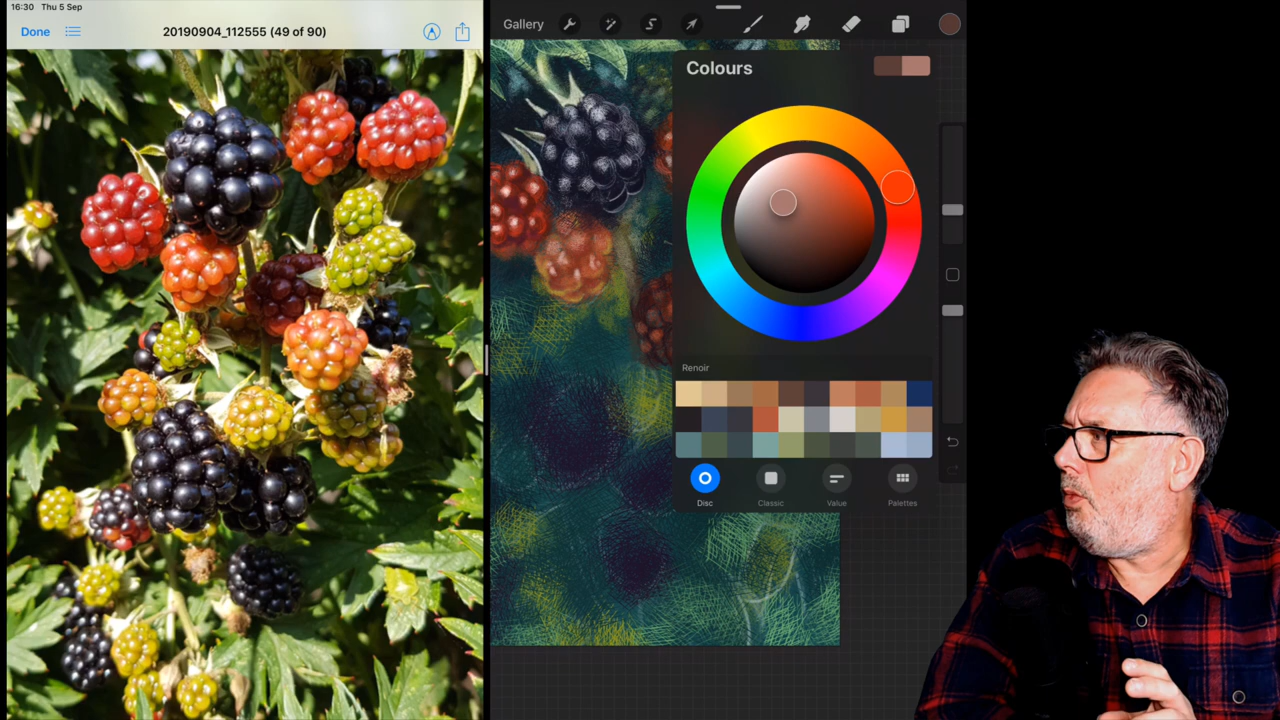 16:30 Thu 5 Sep
Done
20190904_112555 (49 of 90)
Gallery
Colours
Renoir
Disc
Classic
Value
Palettes